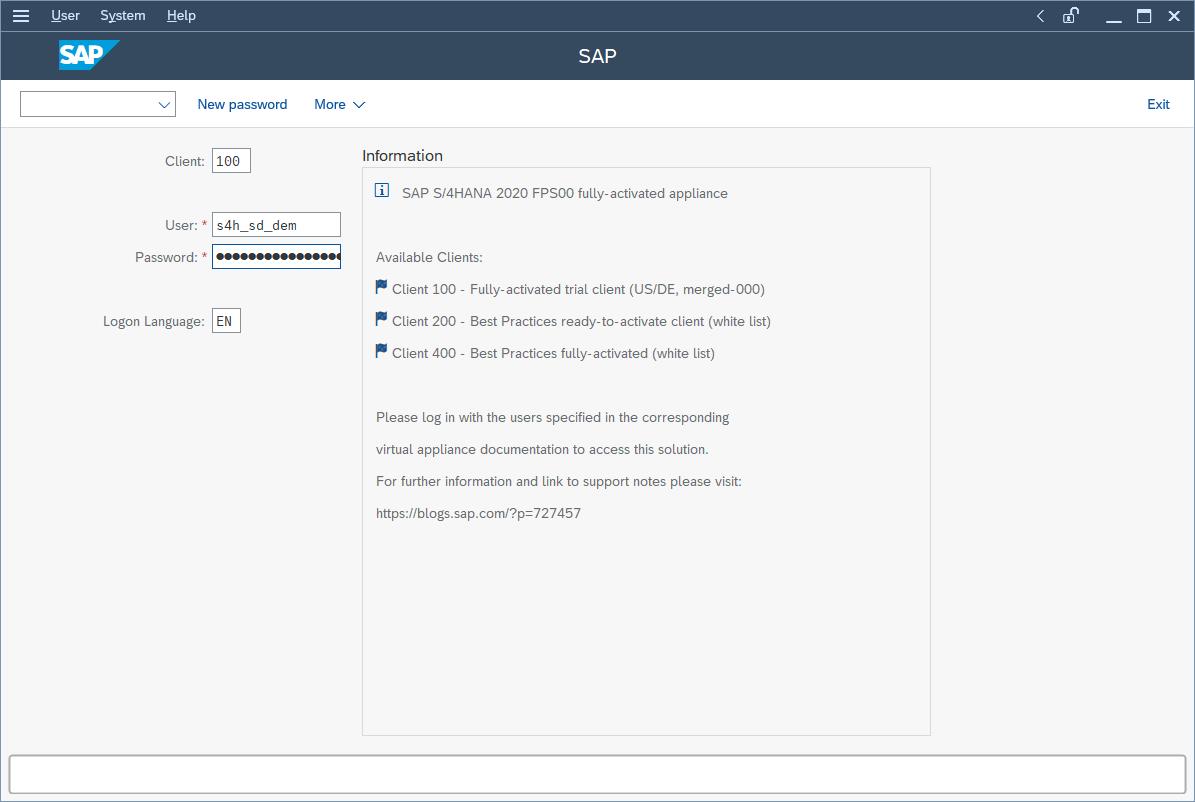 User System Help
SAP
SAP
New password More Exit
Client: 100
User: * s4h_sd_dem
Password: * ●●●●●●●●●●●●●●●●
Logon Language: EN
Information
SAP S/4HANA 2020 FPS00 fully-activated appliance
Available Clients:
Client 100 - Fully-activated trial client (US/DE, merged-000)
Client 200 - Best Practices ready-to-activate client (white list)
Client 400 - Best Practices fully-activated (white list)
Please log in with the users specified in the corresponding
virtual appliance documentation to access this solution.
For further information and link to support notes please visit:
https://blogs.sap.com/?p=727457